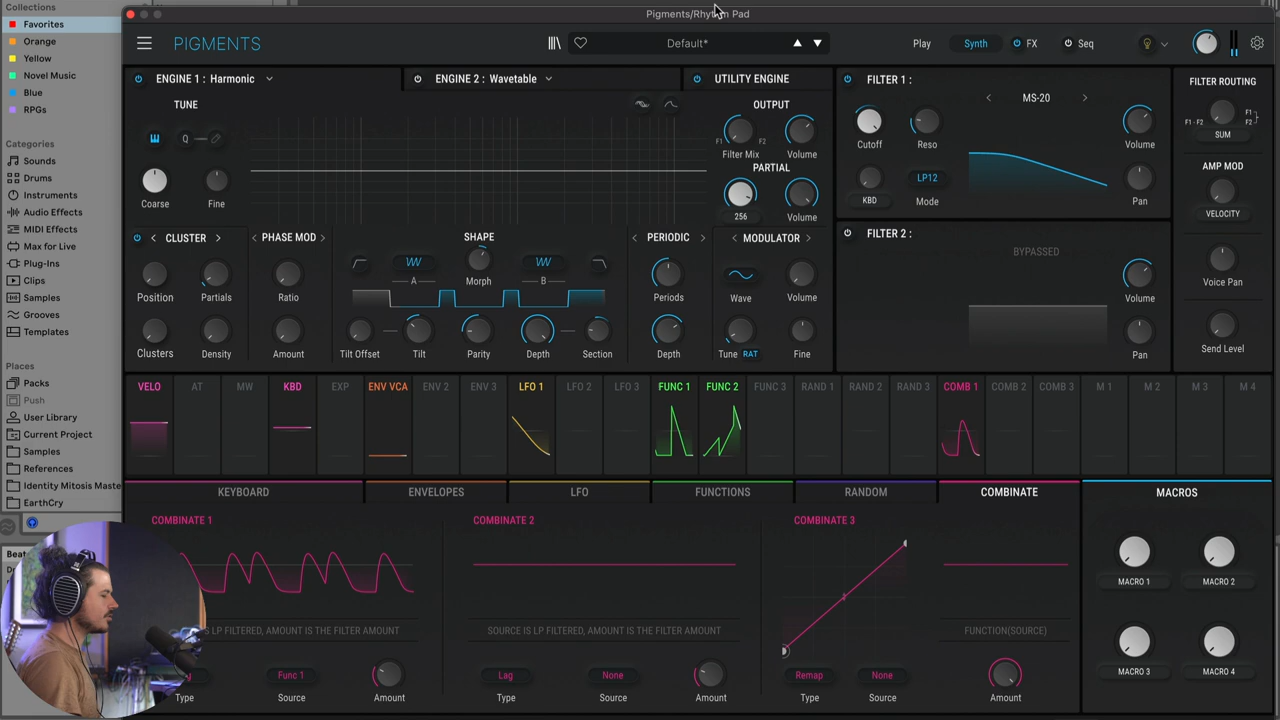 Collections
Favorites
Orange
Yellow
Novel Music
Blue
RPGs
Categories
Sounds
Drums
Instruments
Audio Effects
MIDI Effects
Max for Live
Plug-Ins
Clips
Samples
Grooves
Templates
Places
Packs
Push
User Library
Current Project
Samples
References
Identity Mitosis Maste
EarthCry
Pigments/Rhythm Pad
PIGMENTS
Default*
Play
Synth
FX
Seq
ENGINE 1 : Harmonic
ENGINE 2 : Wavetable
UTILITY ENGINE
TUNE
Q
Coarse
Fine
OUTPUT
F1
F2
Filter Mix
Volume
PARTIAL
256
Volume
CLUSTER
PHASE MOD
SHAPE
PERIODIC
MODULATOR
Position
Partials
Ratio
A
Morph
B
Periods
Wave
Volume
Clusters
Density
Amount
Tilt Offset
Tilt
Parity
Depth
Section
Depth
Tune
RAT
Fine
FILTER 1 :
MS-20
Cutoff
Reso
Volume
KBD
LP12
Mode
Pan
FILTER 2 :
BYPASSED
Volume
Pan
FILTER ROUTING
F1 - F2
F1
F2
SUM
AMP MOD
VELOCITY
Voice Pan
Send Level
VELO
AT
MW
KBD
EXP
ENV VCA
ENV 2
ENV 3
LFO 1
LFO 2
LFO 3
FUNC 1
FUNC 2
FUNC 3
RAND 1
RAND 2
RAND 3
COMB 1
COMB 2
COMB 3
M 1
M 2
M 3
M 4
KEYBOARD
ENVELOPES
LFO
FUNCTIONS
RANDOM
COMBINATE
MACROS
COMBINATE 1
COMBINATE 2
COMBINATE 3
S LP FILTERED, AMOUNT IS THE FILTER AMOUNT
SOURCE IS LP FILTERED, AMOUNT IS THE FILTER AMOUNT
FUNCTION(SOURCE)
Func 1
Type
Source
Amount
Lag
None
Type
Source
Amount
Remap
None
Type
Source
Amount
MACRO 1
MACRO 2
MACRO 3
MACRO 4